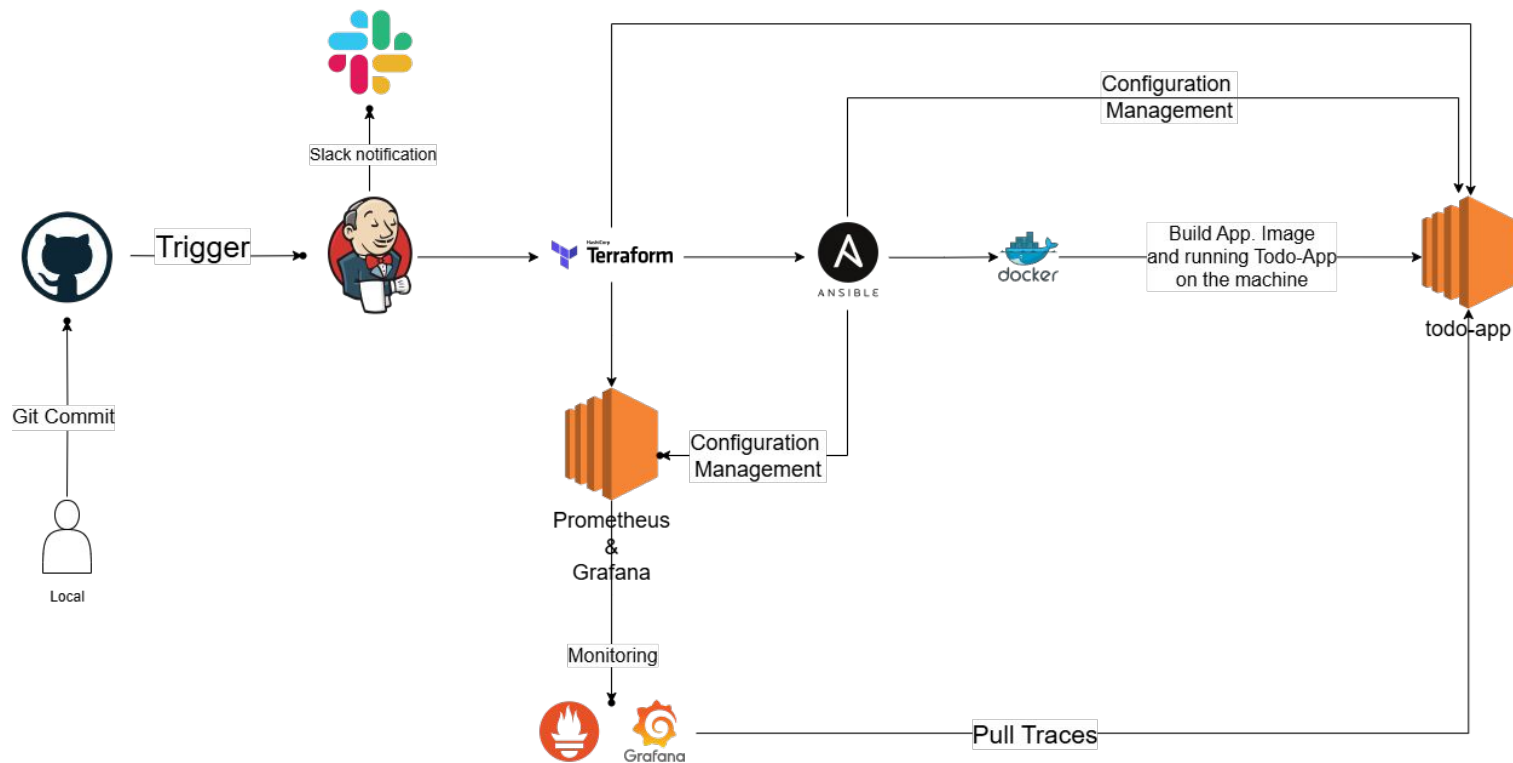 Configuration
Management
Slack notification
Trigger
HashiCorp
Terraform
ANSIBLE
docker
Build App. Image
and running Todo-App
on the machine
todo-app
Git Commit
Configuration
Management
Prometheus
&
Grafana
Local
Monitoring
Grafana
Pull Traces